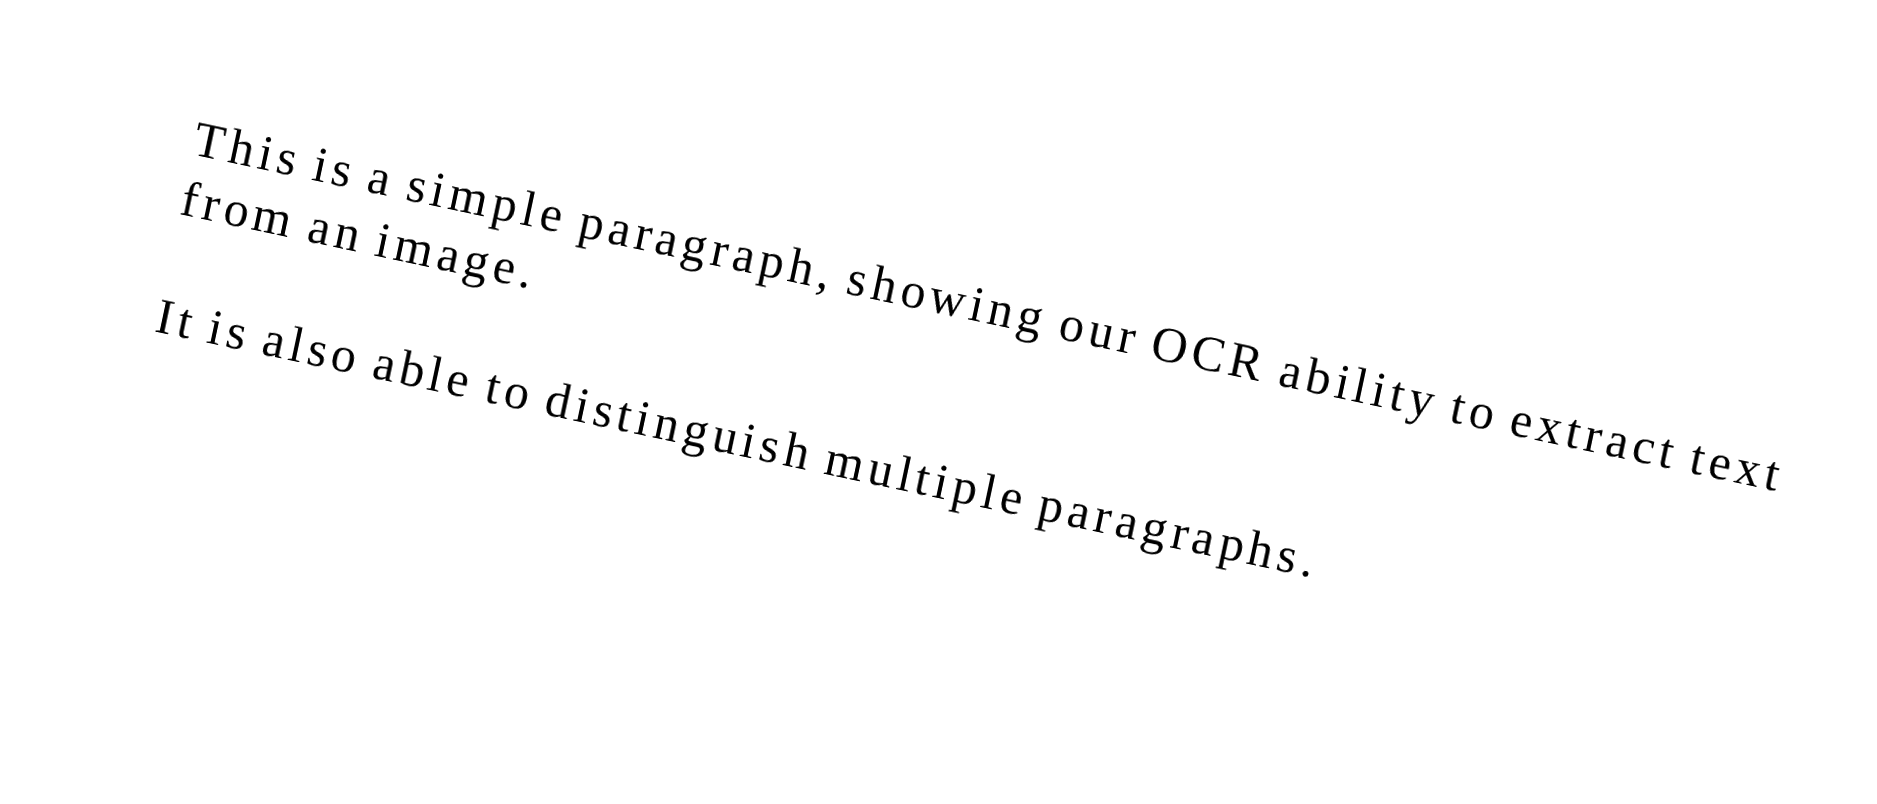 This is a simple paragraph, showing our OCR ability to extract text
from an image.
It is also able to distinguish multiple paragraphs.